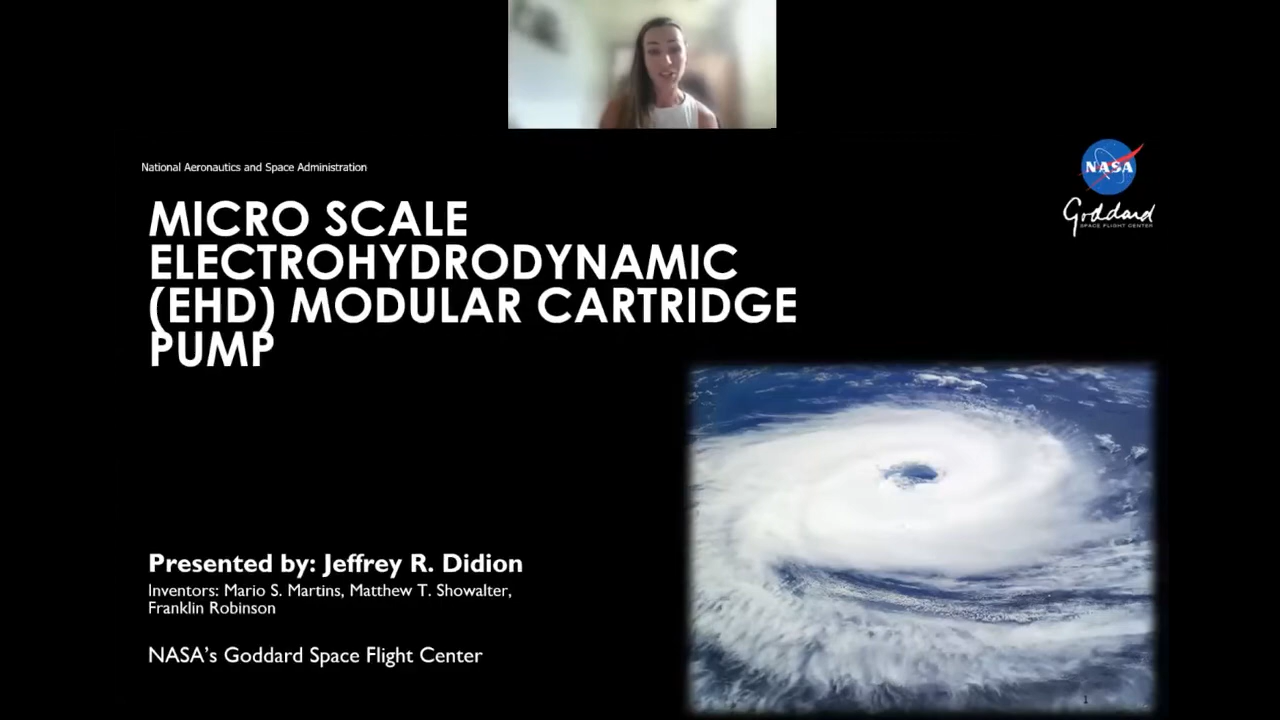 National Aeronautics and Space Administration
NASA
Goddard
SPACE FLIGHT CENTER
MICRO SCALE
ELECTROHYDRODYNAMIC
(EHD) MODULAR CARTRIDGE
PUMP
Presented by: Jeffrey R. Didion
Inventors: Mario S. Martins, Matthew T. Showalter,
Franklin Robinson
NASA's Goddard Space Flight Center
1